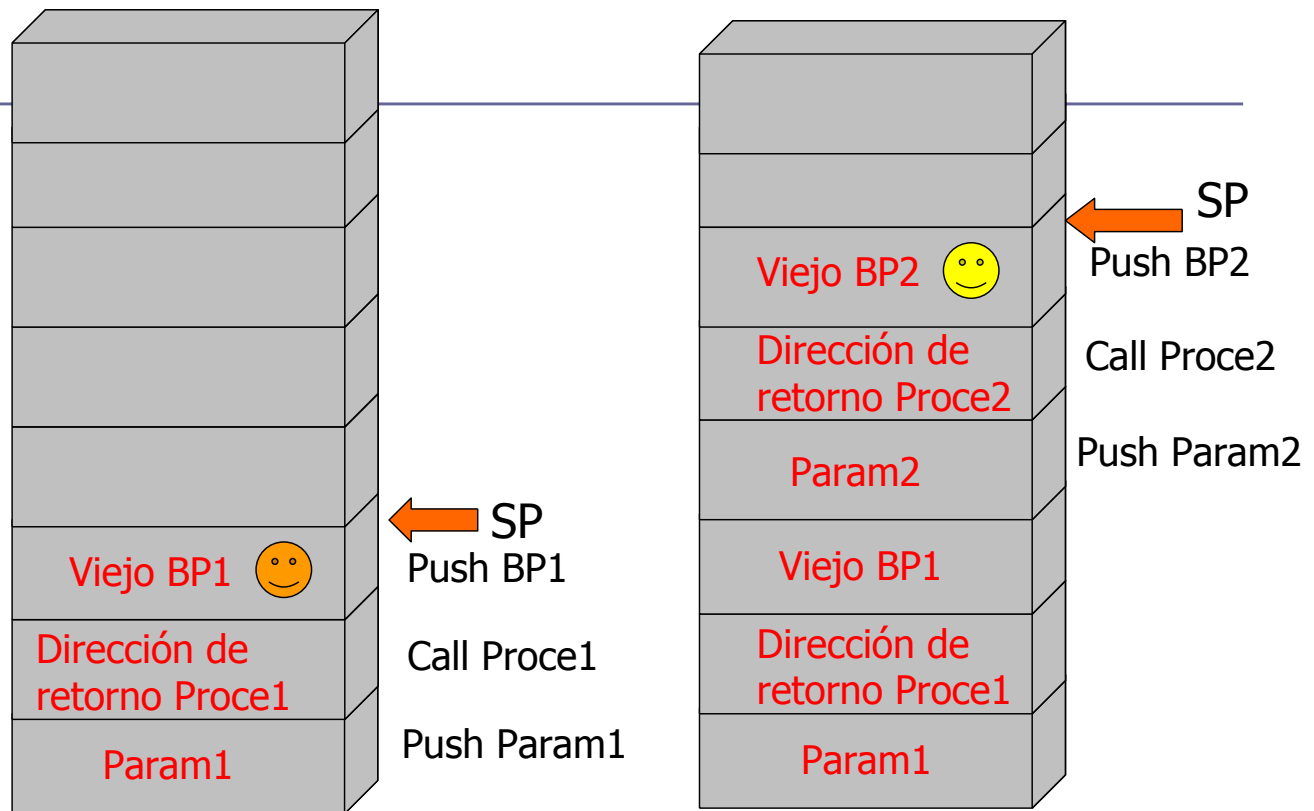 Viejo BP1
Dirección de
retorno Proce1
Param1
SP
Push BP1
Call Proce1
Push Param1
Viejo BP2
Dirección de
retorno Proce2
Param2
Viejo BP1
Dirección de
retorno Proce1
Param1
SP
Push BP2
Call Proce2
Push Param2